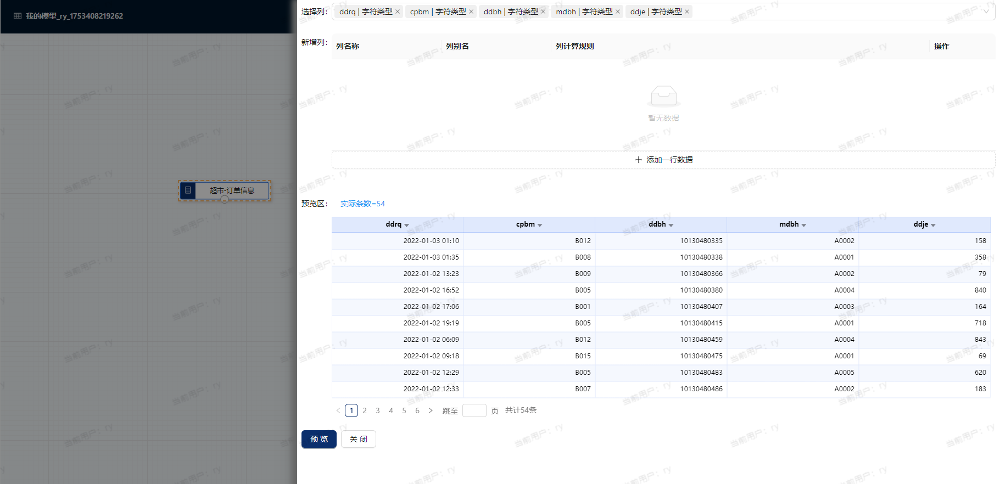 我的模型_ry_1753408219262
超市-订单信息
选择列： ddrq | 字符类型 × cpbm | 字符类型 × ddbh | 字符类型 × mdbh | 字符类型 × ddje | 字符类型 ×
新增列： 列名称 列别名 列计算规则 操作
暂无数据
+ 添加一行数据
预览区： 实际条数=54
ddrq cpbm ddbh mdbh ddje
2022-01-03 01:10 B012 10130480335 A0002 158
2022-01-03 01:35 B008 10130480338 A0001 358
2022-01-02 13:23 B009 10130480366 A0002 79
2022-01-02 16:52 B005 10130480380 A0004 840
2022-01-02 17:06 B001 10130480407 A0003 164
2022-01-02 19:19 B005 10130480415 A0001 718
2022-01-02 06:09 B012 10130480459 A0004 843
2022-01-02 09:18 B015 10130480475 A0001 69
2022-01-02 12:29 B005 10130480483 A0005 620
2022-01-02 12:33 B007 10130480486 A0002 183
< 1 2 3 4 5 6 > 跳至 页 共计54条
预 览 关 闭
当前用户：ry